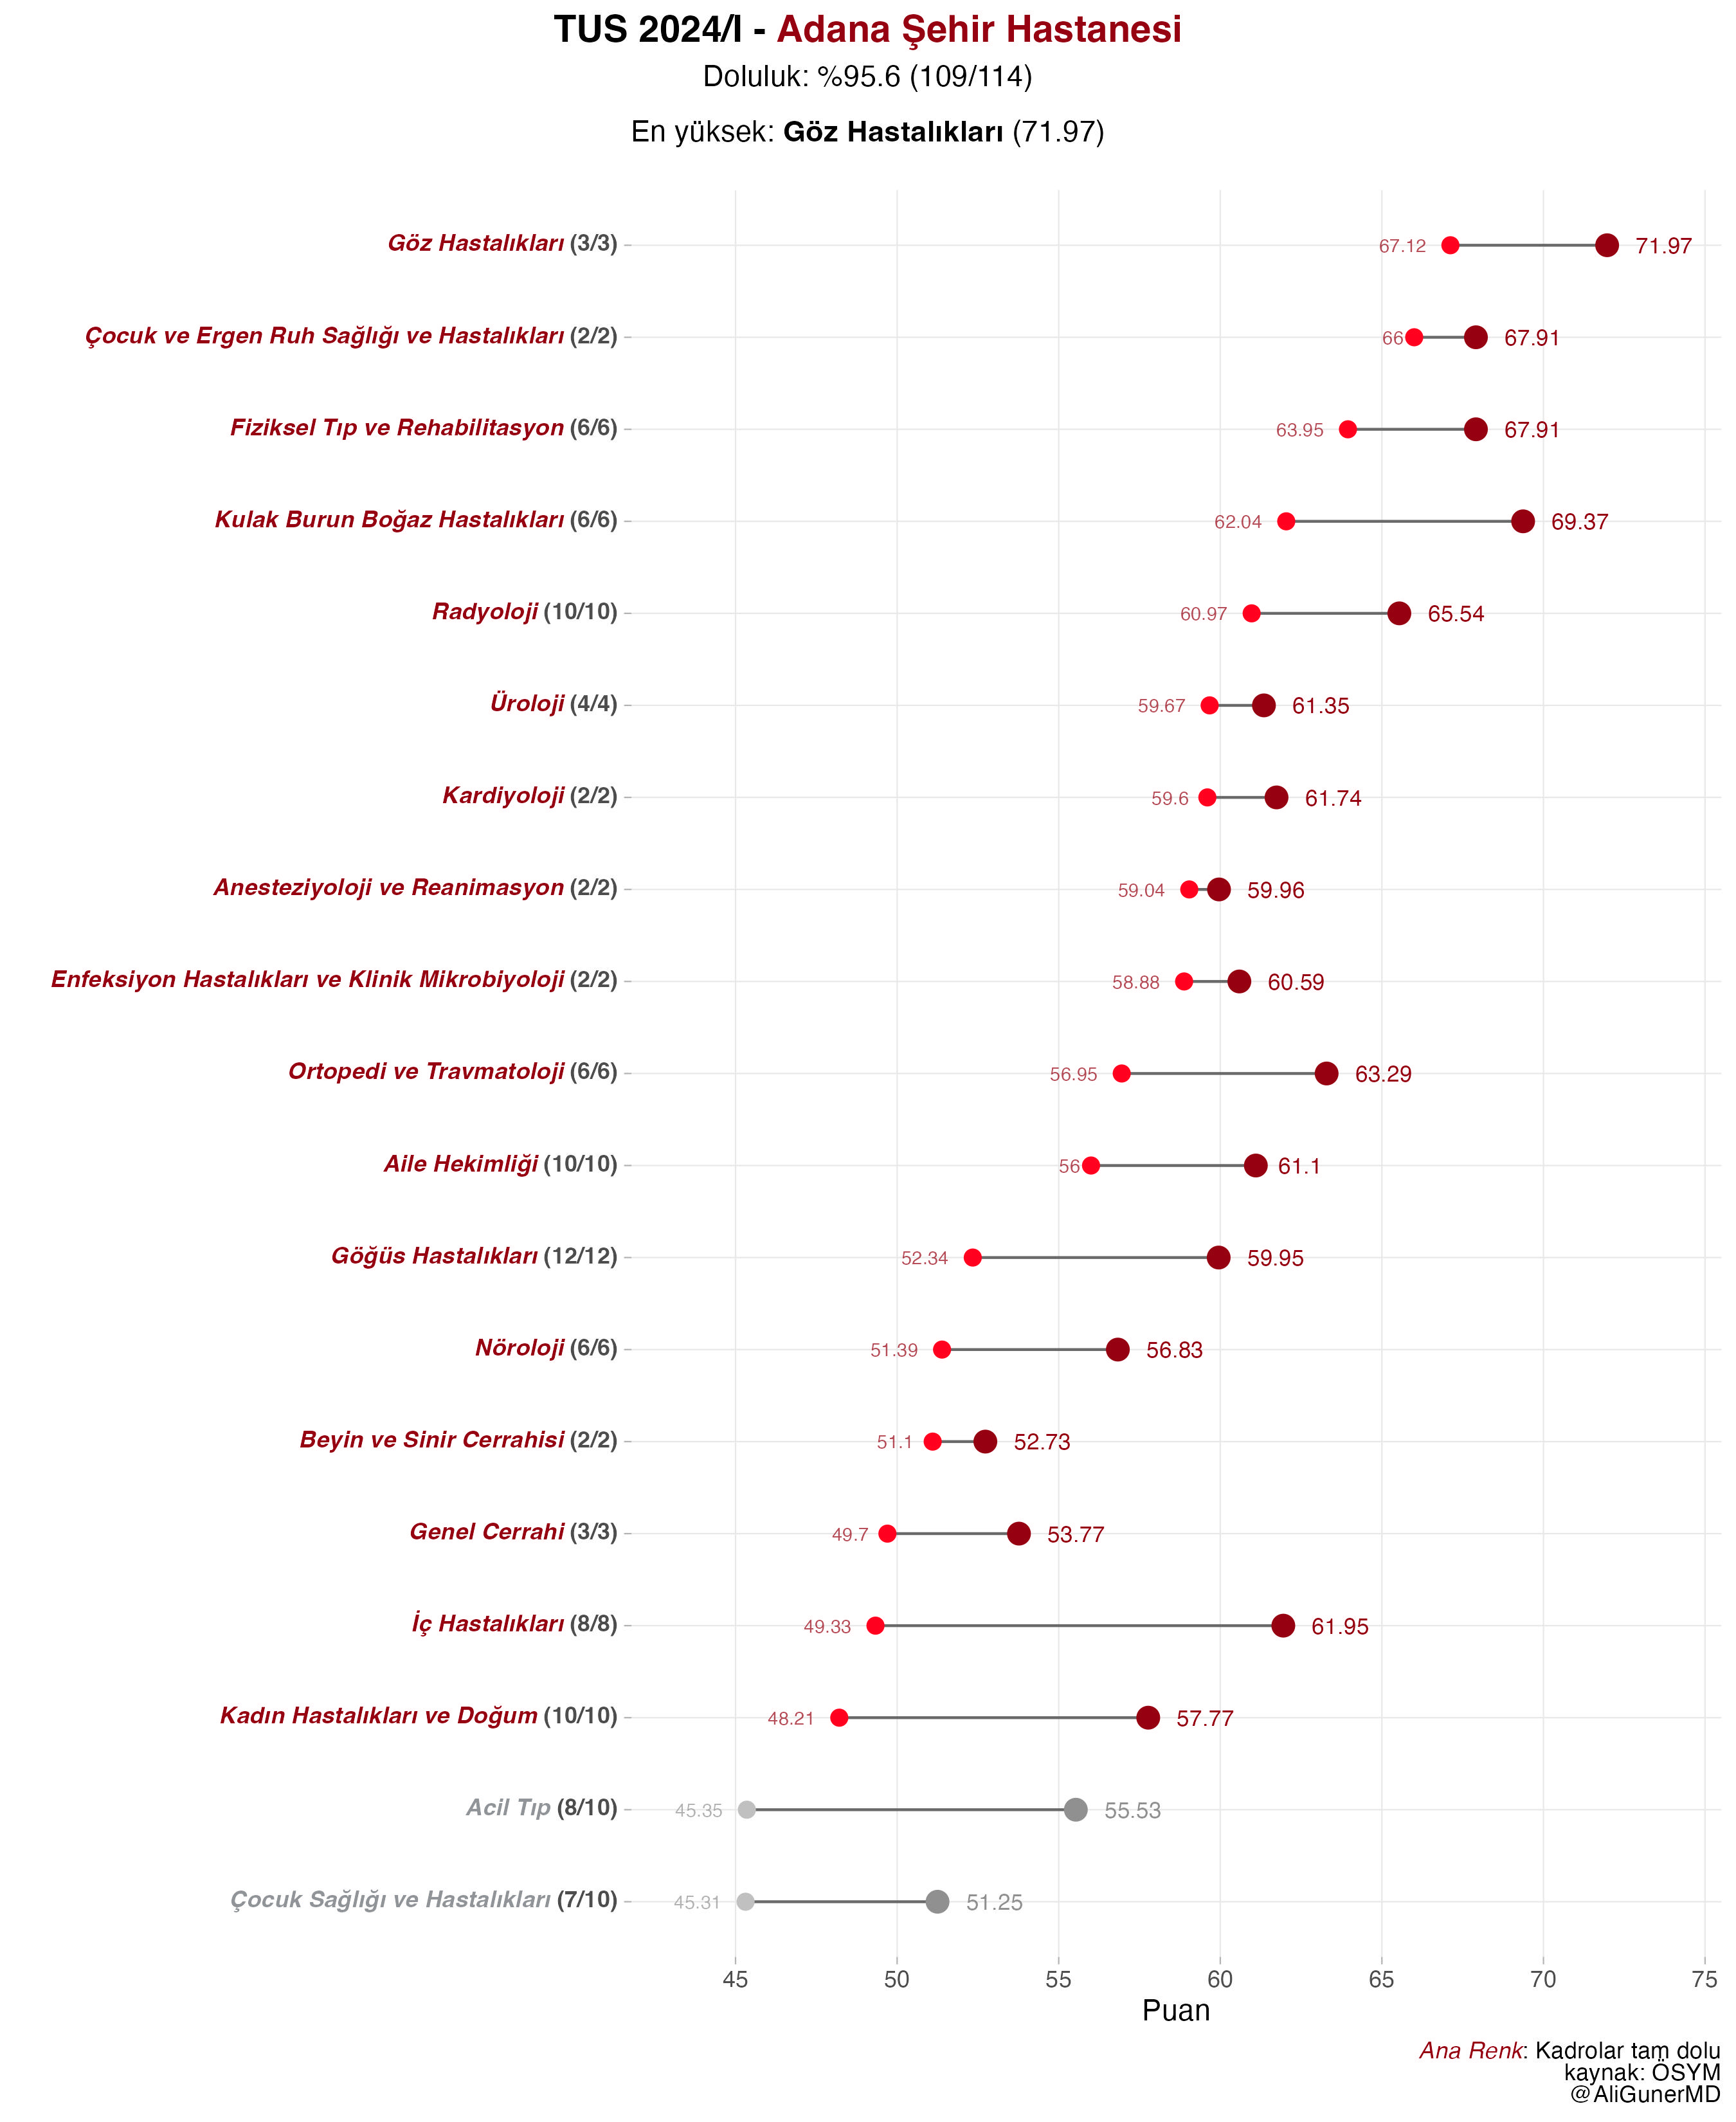 TUS 2024/I - Adana Şehir Hastanesi
Doluluk: %95.6 (109/114)
En yüksek: Göz Hastalıkları (71.97)
Göz Hastalıkları (3/3) 67.12 71.97
Çocuk ve Ergen Ruh Sağlığı ve Hastalıkları (2/2) 66 67.91
Fiziksel Tıp ve Rehabilitasyon (6/6) 63.95 67.91
Kulak Burun Boğaz Hastalıkları (6/6) 62.04 69.37
Radyoloji (10/10) 60.97 65.54
Üroloji (4/4) 59.67 61.35
Kardiyoloji (2/2) 59.6 61.74
Anesteziyoloji ve Reanimasyon (2/2) 59.04 59.96
Enfeksiyon Hastalıkları ve Klinik Mikrobiyoloji (2/2) 58.88 60.59
Ortopedi ve Travmatoloji (6/6) 56.95 63.29
Aile Hekimliği (10/10) 56 61.1
Göğüs Hastalıkları (12/12) 52.34 59.95
Nöroloji (6/6) 51.39 56.83
Beyin ve Sinir Cerrahisi (2/2) 51.1 52.73
Genel Cerrahi (3/3) 49.7 53.77
İç Hastalıkları (8/8) 49.33 61.95
Kadın Hastalıkları ve Doğum (10/10) 48.21 57.77
Acil Tıp (8/10) 45.35 55.53
Çocuk Sağlığı ve Hastalıkları (7/10) 45.31 51.25
45 50 55 60 65 70 75
Puan
Ana Renk: Kadrolar tam dolu
kaynak: ÖSYM
@AliGunerMD